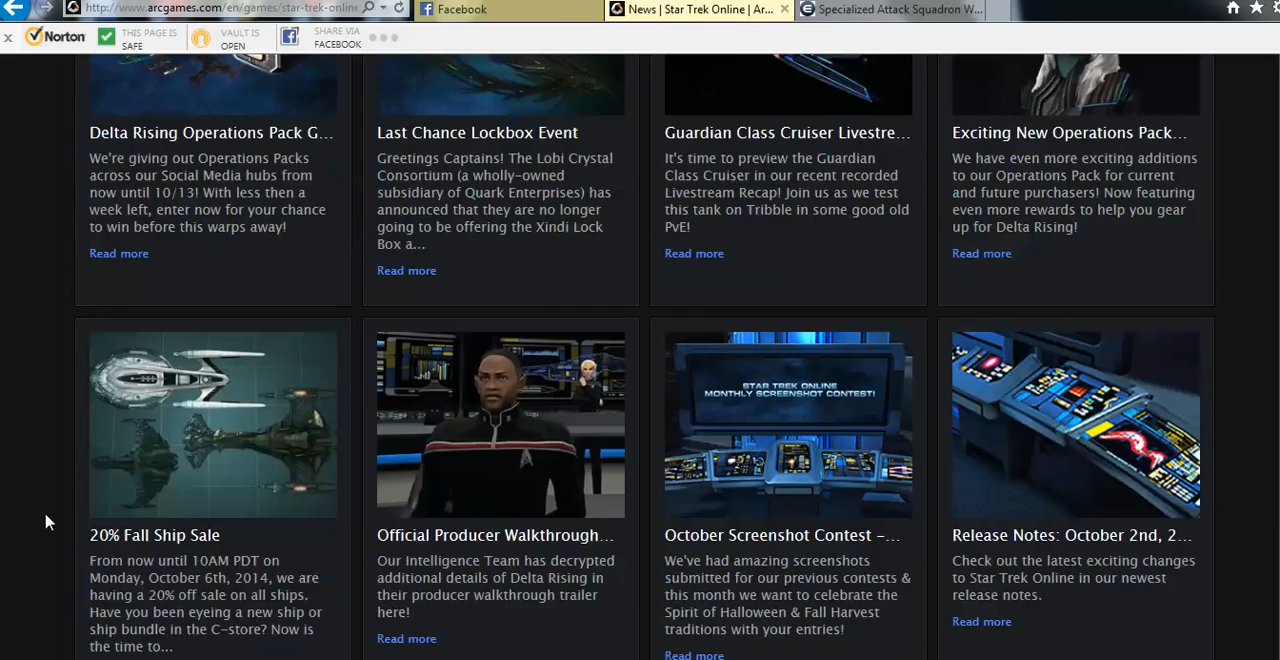 http://www.arcgames.com/en/games/star-trek-online
Facebook
News | Star Trek Online | Ar...
Specialized Attack Squadron W...
Norton
THIS PAGE IS
SAFE
VAULT IS
OPEN
SHARE VIA
FACEBOOK
Delta Rising Operations Pack G...
We're giving out Operations Packs
across our Social Media hubs from
now until 10/13! With less then a
week left, enter now for your chance
to win before this warps away!
Read more
Last Chance Lockbox Event
Greetings Captains! The Lobi Crystal
Consortium (a wholly-owned
subsidiary of Quark Enterprises) has
announced that they are no longer
going to be offering the Xindi Lock
Box a...
Read more
Guardian Class Cruiser Livestre...
It's time to preview the Guardian
Class Cruiser in our recent recorded
Livestream Recap! Join us as we test
this tank on Tribble in some good old
PvE!
Read more
Exciting New Operations Pack...
We have even more exciting additions
to our Operations Pack for current
and future purchasers! Now featuring
even more rewards to help you gear
up for Delta Rising!
Read more
20% Fall Ship Sale
From now until 10AM PDT on
Monday, October 6th, 2014, we are
having a 20% off sale on all ships.
Have you been eyeing a new ship or
ship bundle in the C-store? Now is
the time to...
Official Producer Walkthrough...
Our Intelligence Team has decrypted
additional details of Delta Rising in
their producer walkthrough trailer
here!
Read more
STAR TREK ONLINE
MONTHLY SCREENSHOT CONTEST!
October Screenshot Contest -...
We've had amazing screenshots
submitted for our previous contests &
this month we want to celebrate the
Spirit of Halloween & Fall Harvest
traditions with your entries!
Read more
Release Notes: October 2nd, 2...
Check out the latest exciting changes
to Star Trek Online in our newest
release notes.
Read more